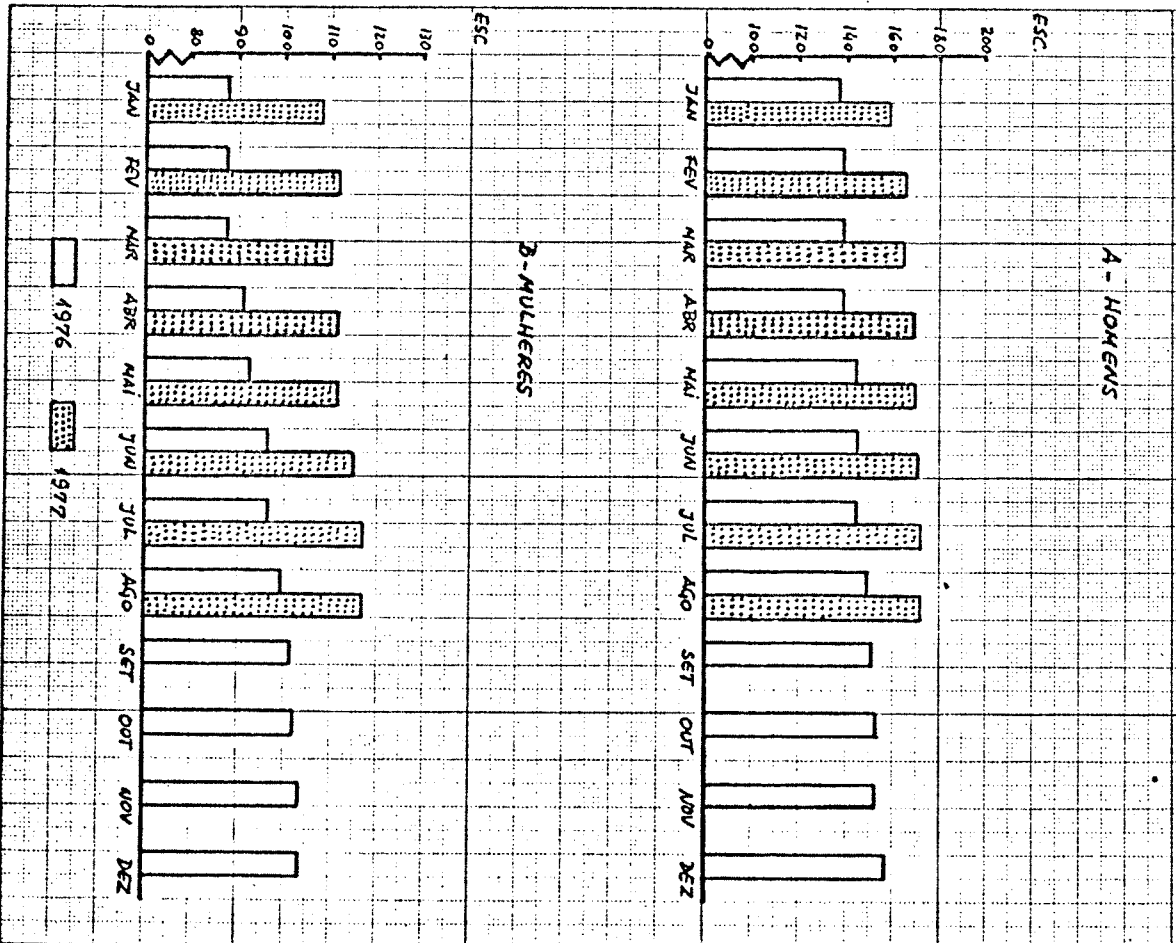 A - HOMENS
ESC.
200
180
160
140
120
100
0
JAN FEV MAR ABR MAI JUN JUL AGO SET OUT NOV DEZ
B - MULHERES
ESC
130
120
110
100
90
80
0
JAN FEV MAR ABR MAI JUN JUL AGO SET OUT NOV DEZ
1976 1977